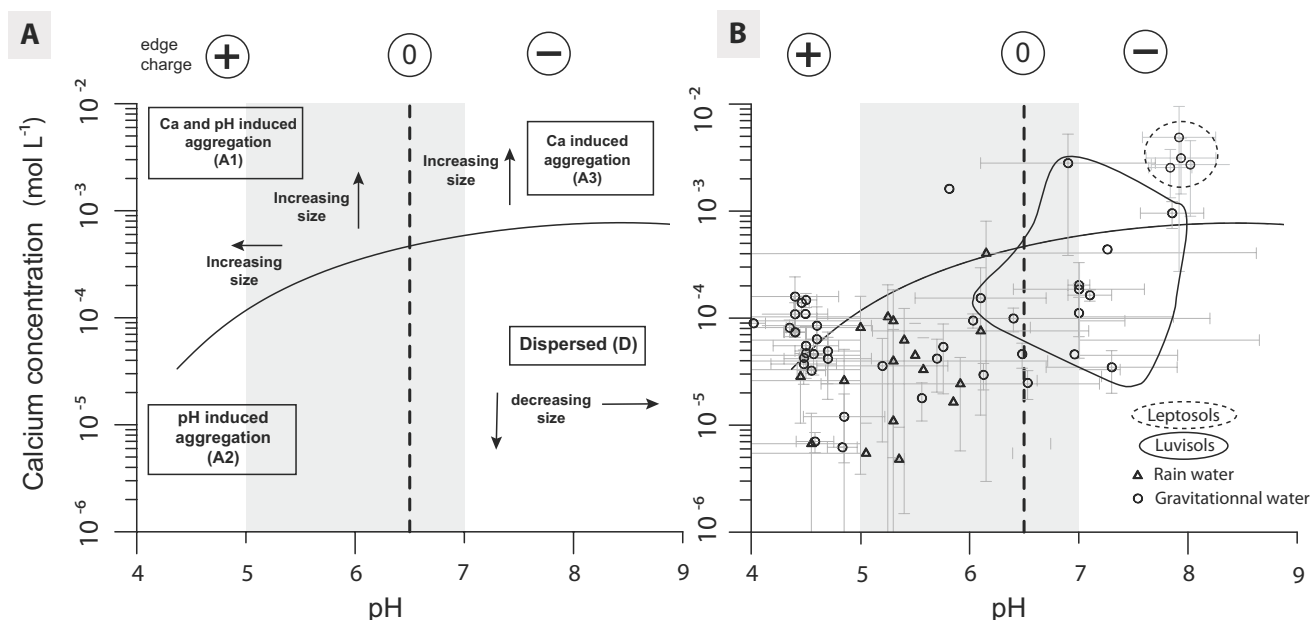 A
edge
charge
+
0
−
Calcium concentration (mol L⁻¹)
10⁻²
10⁻³
10⁻⁴
10⁻⁵
10⁻⁶
Ca and pH induced
aggregation
(A1)
Increasing
size
Increasing
size
Increasing
size
Ca induced
aggregation
(A3)
Dispersed (D)
decreasing
size
pH induced
aggregation
(A2)
4 5 6 7 8 9
pH
B
+
0
−
10⁻²
10⁻³
10⁻⁴
10⁻⁵
10⁻⁶
Leptosols
Luvisols
Rain water
Gravitationnal water
4 5 6 7 8 9
pH